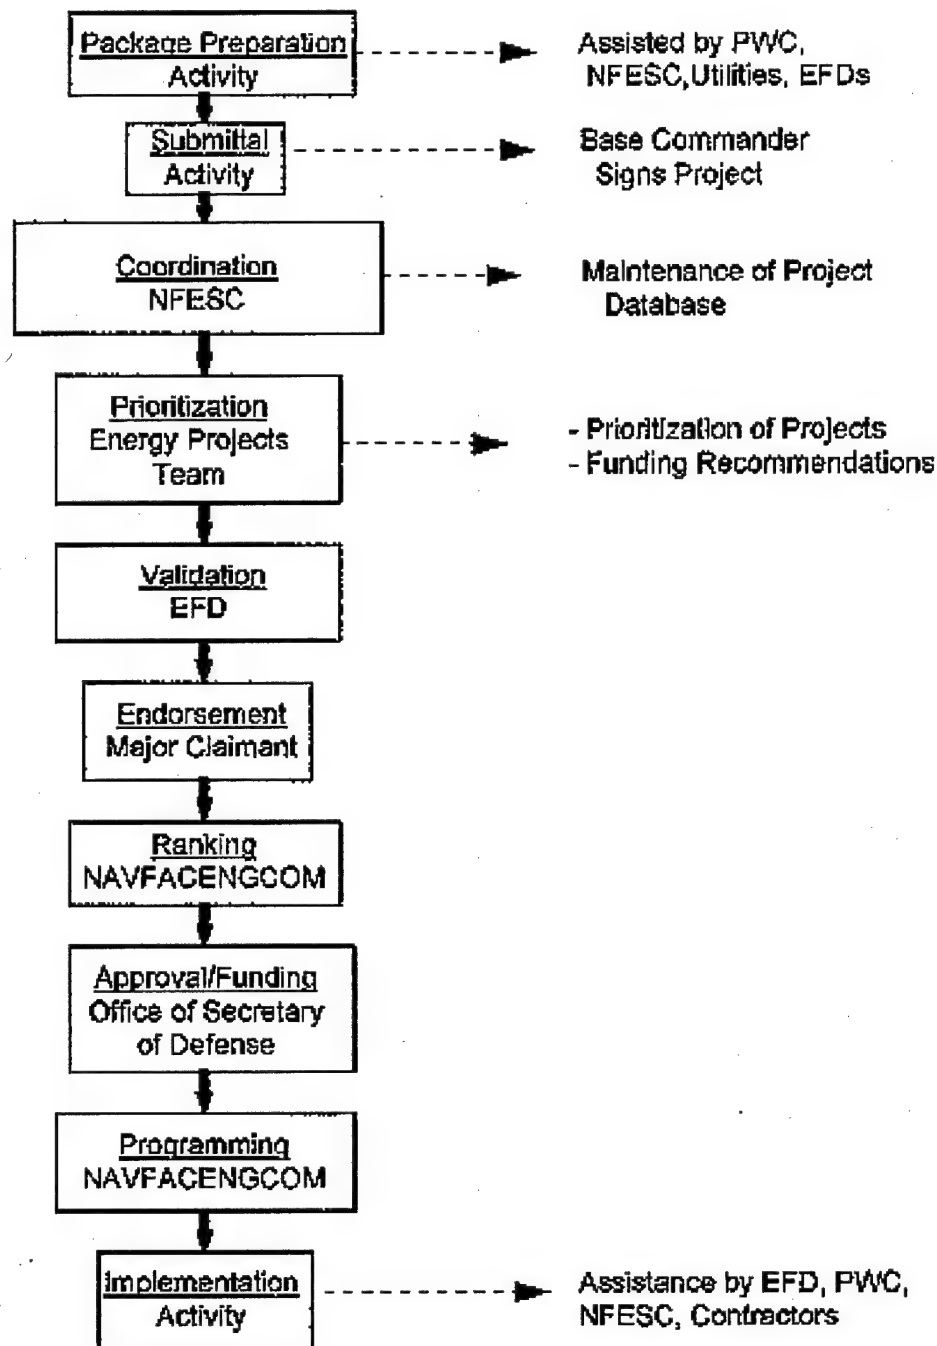 Package Preparation
Activity
Assisted by PWC,
NFESC,Utilities, EFDs
Submittal
Activity
Base Commander
Signs Project
Coordination
NFESC
Maintenance of Project
Database
Prioritization
Energy Projects
Team
- Prioritization of Projects
- Funding Recommendations
Validation
EFD
Endorsement
Major Claimant
Ranking
NAVFACENGCOM
Approval/Funding
Office of Secretary
of Defense
Programming
NAVFACENGCOM
Implementation
Activity
Assistance by EFD, PWC,
NFESC, Contractors